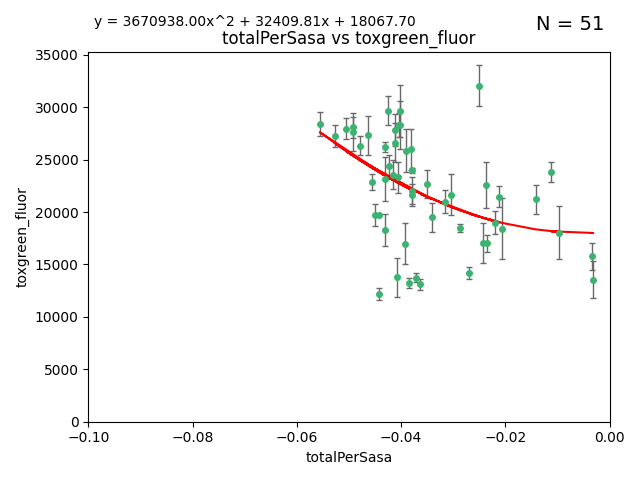 y = 3670938.00x^2 + 32409.81x + 18067.70
N = 51
totalPerSasa vs toxgreen_fluor
35000
30000
25000
20000
15000
10000
5000
0
toxgreen_fluor
−0.10
−0.08
−0.06
−0.04
−0.02
0.00
totalPerSasa